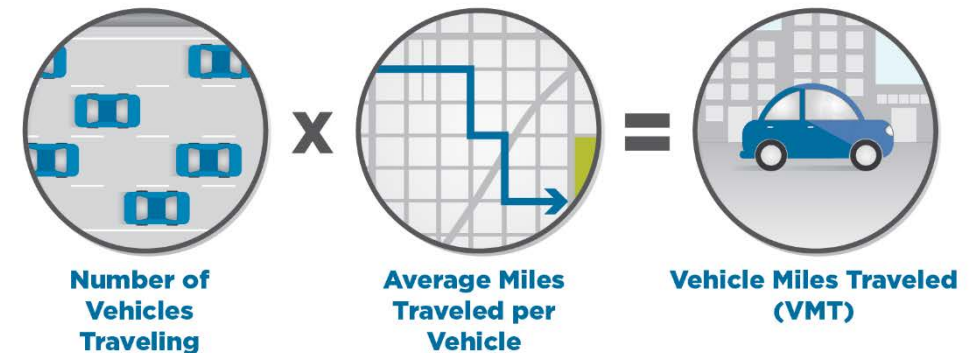 Number of
Vehicles
Traveling
x
Average Miles
Traveled per
Vehicle
=
Vehicle Miles Traveled
(VMT)